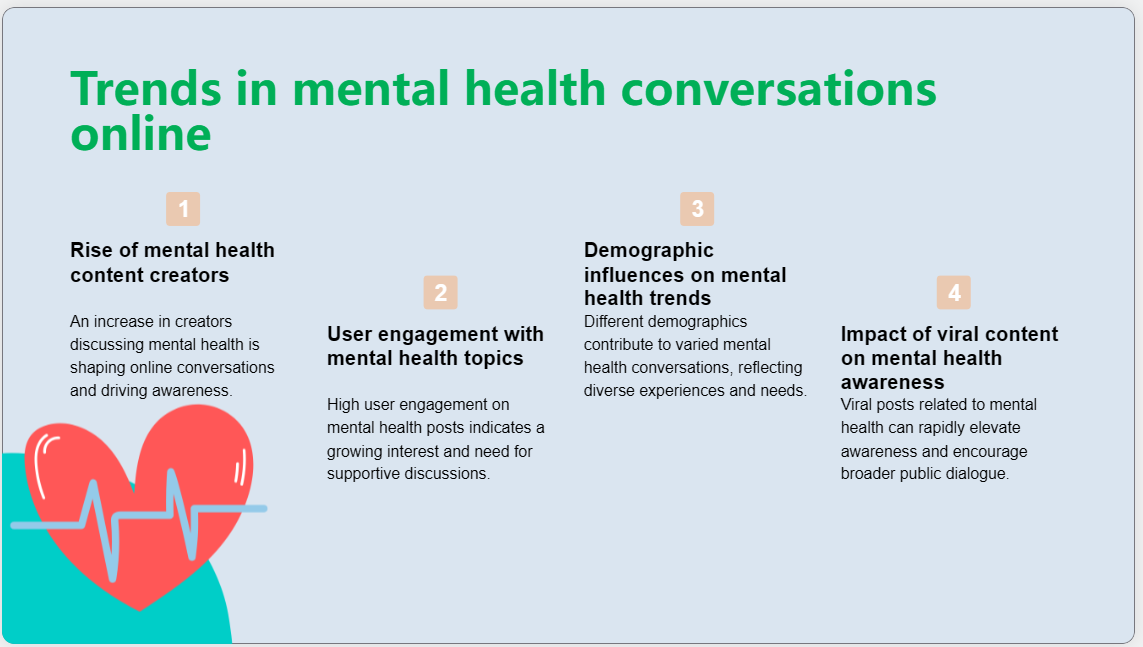 Trends in mental health conversations
online
1
Rise of mental health
content creators
An increase in creators
discussing mental health is
shaping online conversations
and driving awareness.
2
User engagement with
mental health topics
High user engagement on
mental health posts indicates a
growing interest and need for
supportive discussions.
3
Demographic
influences on mental
health trends
Different demographics
contribute to varied mental
health conversations, reflecting
diverse experiences and needs.
4
Impact of viral content
on mental health
awareness
Viral posts related to mental
health can rapidly elevate
awareness and encourage
broader public dialogue.